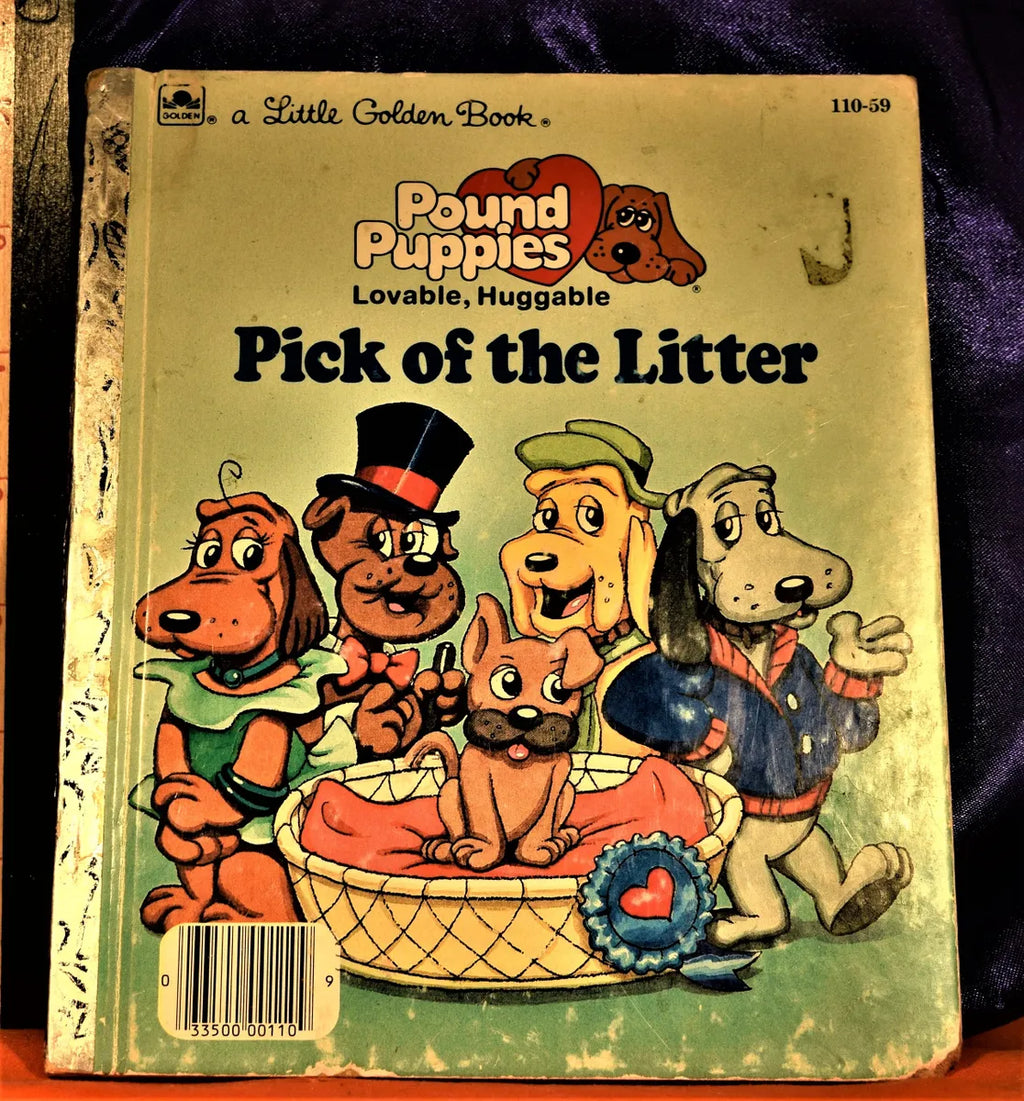 GOLDEN® a Little Golden Book®
110-59
Pound
Puppies®
Lovable, Huggable
Pick of the Litter
0 33500 00110 9